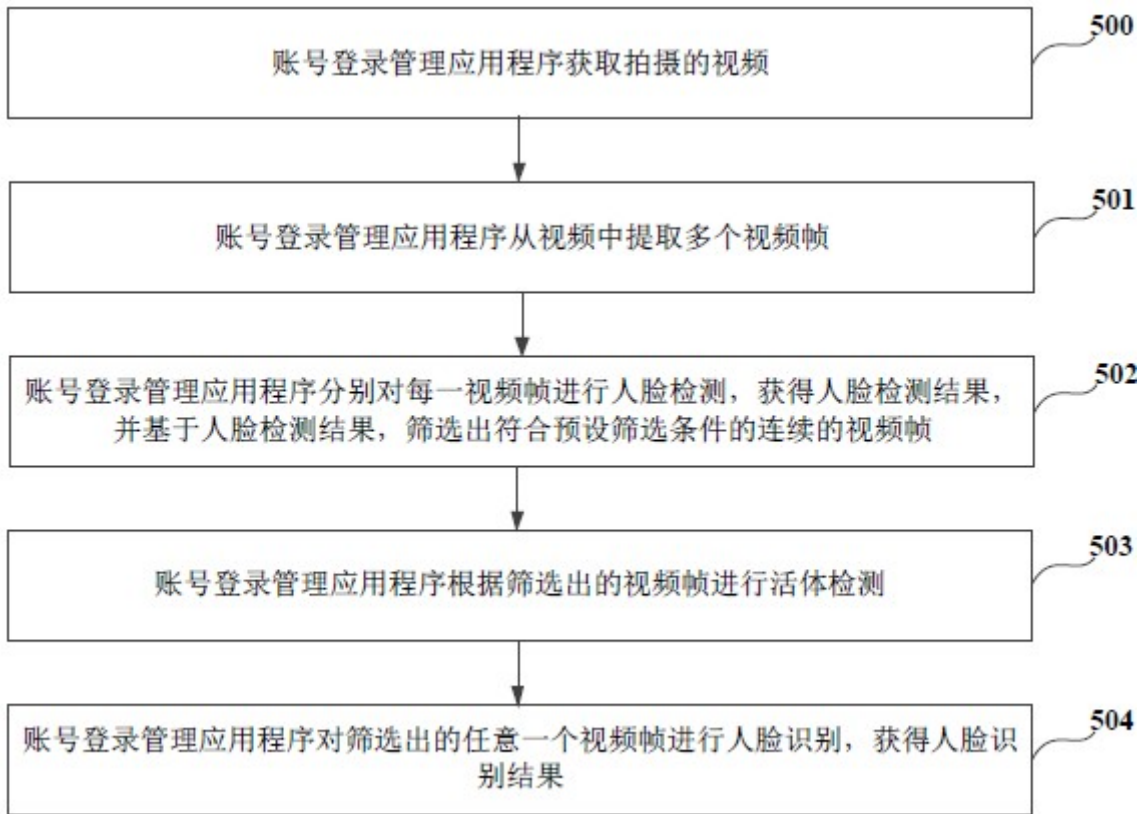 账号登录管理应用程序获取拍摄的视频
500
账号登录管理应用程序从视频中提取多个视频帧
501
账号登录管理应用程序分别对每一视频帧进行人脸检测，获得人脸检测结果，
并基于人脸检测结果，筛选出符合预设筛选条件的连续的视频帧
502
账号登录管理应用程序根据筛选出的视频帧进行活体检测
503
账号登录管理应用程序对筛选出的任意一个视频帧进行人脸识别，获得人脸识
别结果
504